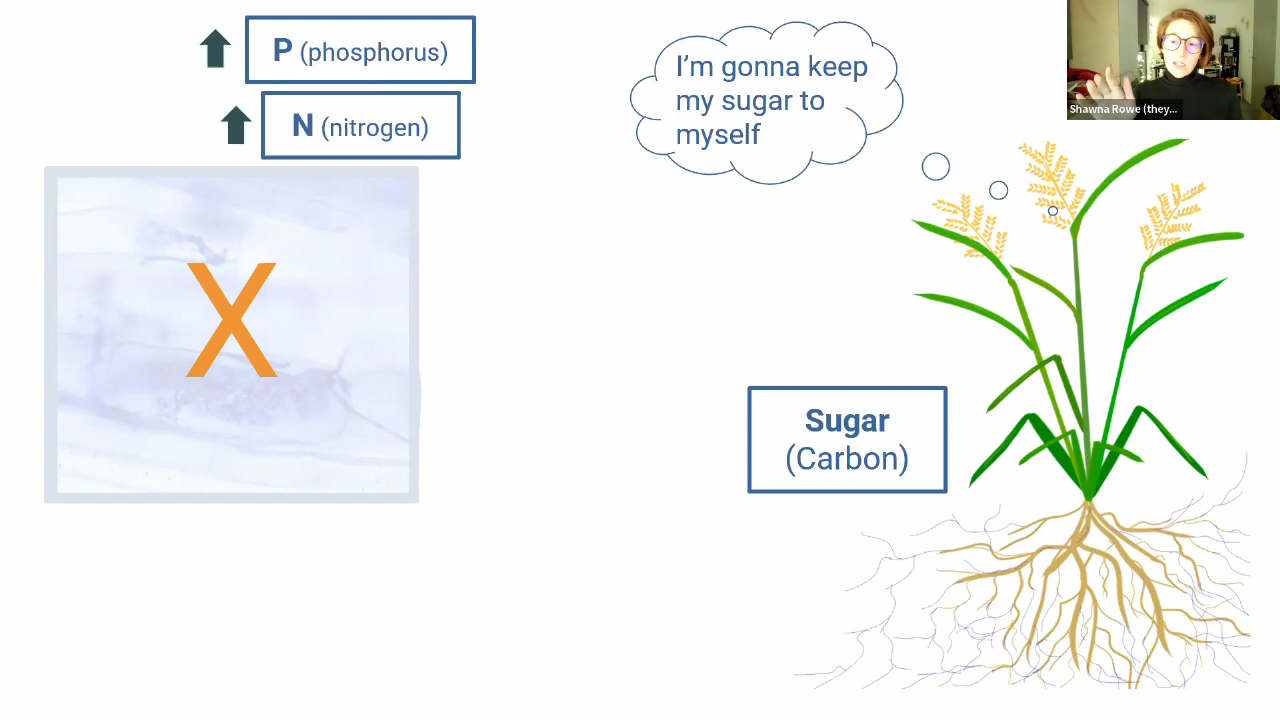 P (phosphorus)
N (nitrogen)
I’m gonna keep
my sugar to
myself
Shawna Rowe (they...
X
Sugar
(Carbon)